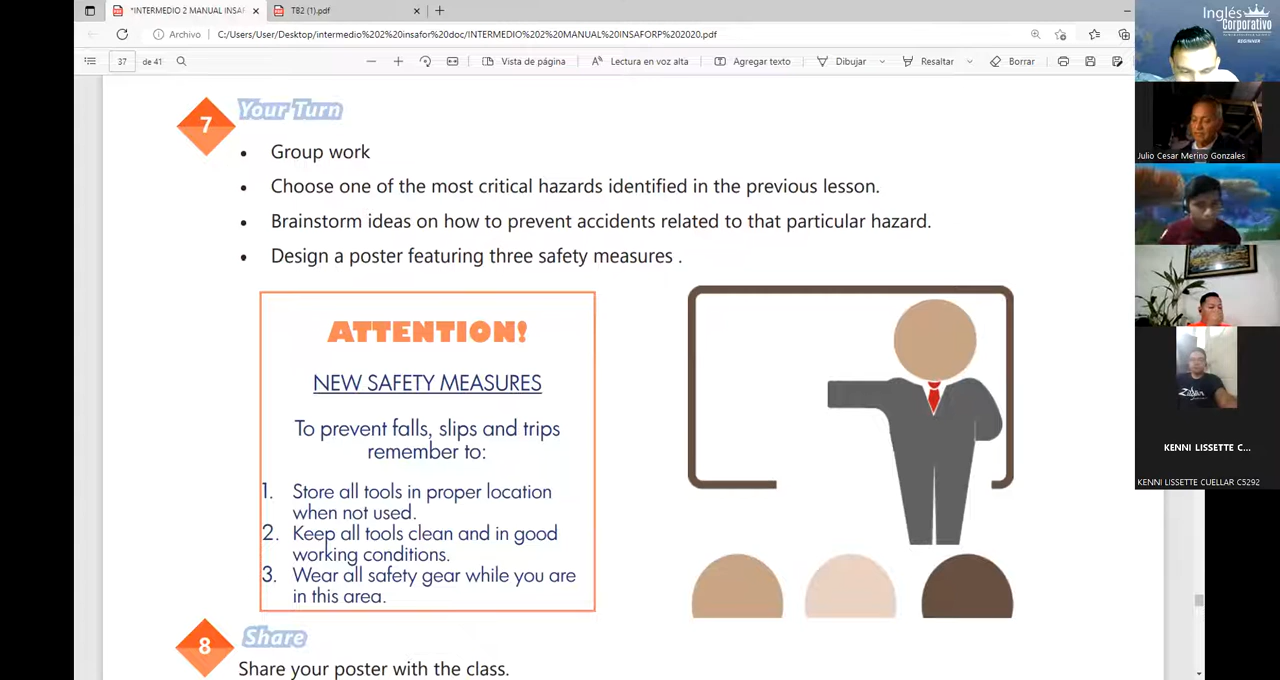 *INTERMEDIO 2 MANUAL INSAF
TB2 (1).pdf
Archivo
C:/Users/User/Desktop/intermedio%202%20insafor%20doc/INTERMEDIO%202%20MANUAL%20INSAFORP%202020.pdf
37 de 41
Vista de página
Lectura en voz alta
Agregar texto
Dibujar
Resaltar
Borrar
Inglés
Corporativo
BEGINNER
Julio Cesar Merino Gonzales
KENNI LISSETTE C...
KENNI LISSETTE CUELLAR C5292
7 Your Turn
• Group work
• Choose one of the most critical hazards identified in the previous lesson.
• Brainstorm ideas on how to prevent accidents related to that particular hazard.
• Design a poster featuring three safety measures .
ATTENTION!
NEW SAFETY MEASURES
To prevent falls, slips and trips
remember to:
1. Store all tools in proper location
when not used.
2. Keep all tools clean and in good
working conditions.
3. Wear all safety gear while you are
in this area.
8 Share
Share your poster with the class.